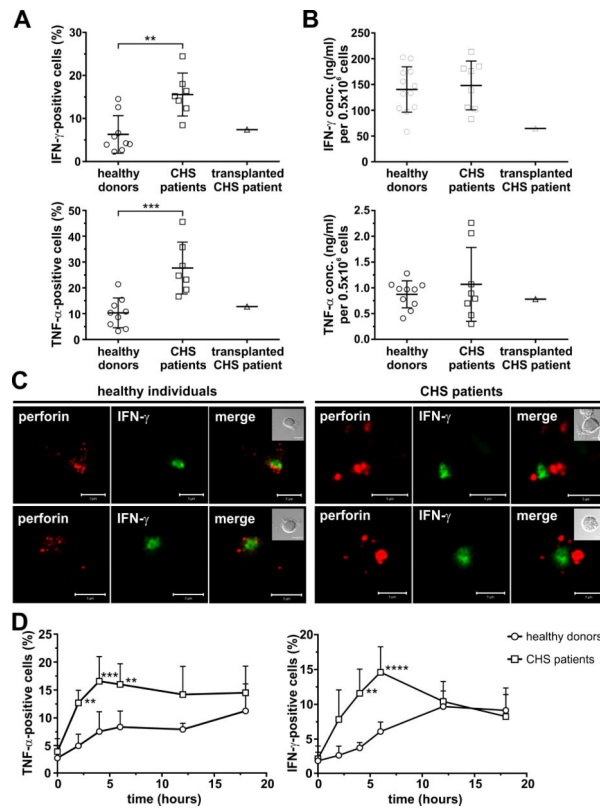 A
IFN-γ-positive cells (%)
30
20
10
0
**
healthy donors
CHS patients
transplanted CHS patient
B
IFN-γ conc. (ng/ml)
per 0.5x10⁶ cells
250
200
150
100
50
0
healthy donors
CHS patients
transplanted CHS patient
TNF-α-positive cells (%)
60
50
40
30
20
10
0
***
healthy donors
CHS patients
transplanted CHS patient
TNF-α conc. (ng/ml)
per 0.5x10⁶ cells
2.5
2.0
1.5
1.0
0.5
0.0
healthy donors
CHS patients
transplanted CHS patient
C
healthy individuals
CHS patients
perforin IFN-γ merge perforin IFN-γ merge
perforin IFN-γ merge perforin IFN-γ merge
D
TNF-α-positive cells (%)
25
20
15
10
5
0
** *** **
0 5 10 15 20
time (hours)
IFN-γ-positive cells (%)
20
15
10
5
0
** ****
0 5 10 15 20
time (hours)
healthy donors
CHS patients